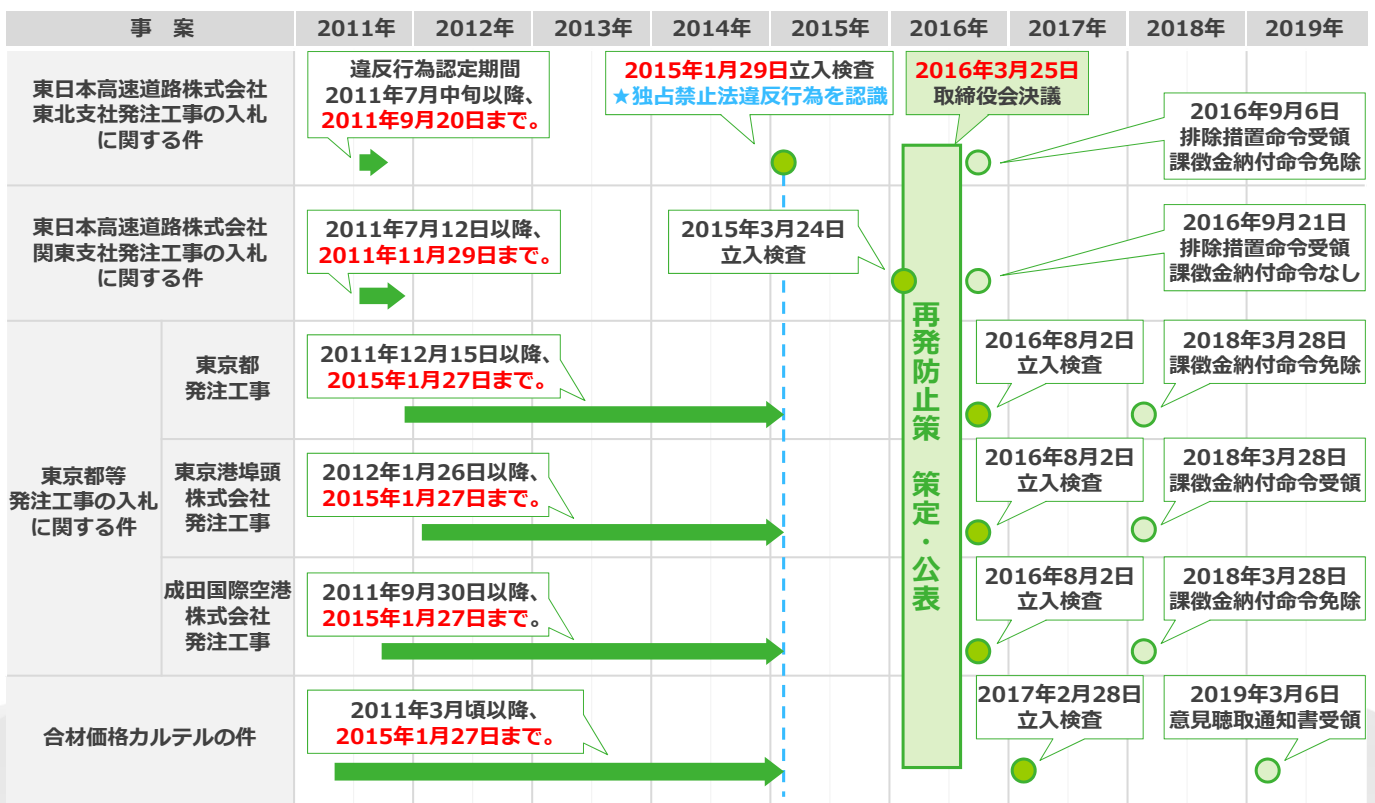 事 案
2011年
2012年
2013年
2014年
2015年
2016年
2017年
2018年
2019年
東日本高速道路株式会社
東北支社発注工事の入札
に関する件
違反行為認定期間
2011年7月中旬以降、
2011年9月20日まで。
2015年1月29日立入検査
★独占禁止法違反行為を認識
2016年3月25日
取締役会決議
2016年9月6日
排除措置命令受領
課徴金納付命令免除
東日本高速道路株式会社
関東支社発注工事の入札
に関する件
2011年7月12日以降、
2011年11月29日まで。
2015年3月24日
立入検査
2016年9月21日
排除措置命令受領
課徴金納付命令なし
再発防止策 策定・公表
東京都等
発注工事の入札
に関する件
東京都
発注工事
2011年12月15日以降、
2015年1月27日まで。
2016年8月2日
立入検査
2018年3月28日
課徴金納付命令免除
東京港埠頭
株式会社
発注工事
2012年1月26日以降、
2015年1月27日まで。
2016年8月2日
立入検査
2018年3月28日
課徴金納付命令受領
成田国際空港
株式会社
発注工事
2011年9月30日以降、
2015年1月27日まで。
2016年8月2日
立入検査
2018年3月28日
課徴金納付命令免除
合材価格カルテルの件
2011年3月頃以降、
2015年1月27日まで。
2017年2月28日
立入検査
2019年3月6日
意見聴取通知書受領